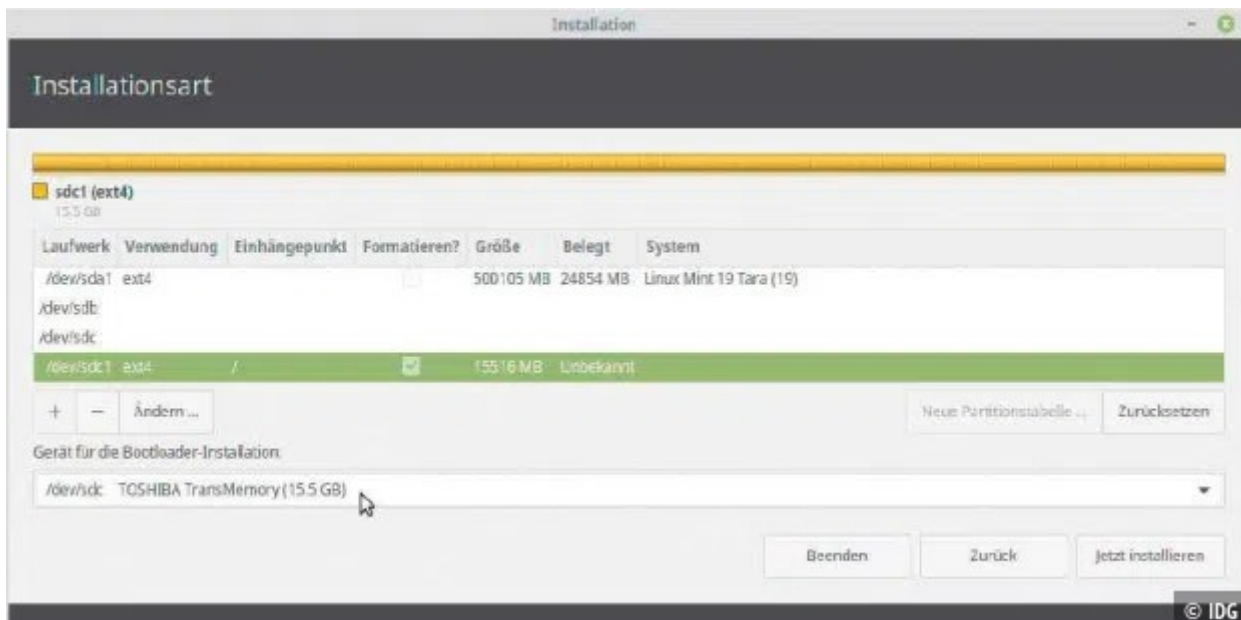 Installation
Installationsart
sdc1 (ext4)
15.5 GB
Laufwerk Verwendung Einhängepunkt Formatieren? Größe Belegt System
/dev/sda1 ext4 500105 MB 24854 MB Linux Mint 19 Tara (19)
/dev/sdb
/dev/sdc
/dev/sdc1 ext4 / 15516 MB Unbekannt
+ − Ändern ... Neue Partitionstabelle ... Zurücksetzen
Gerät für die Bootloader-Installation:
/dev/sdc TOSHIBA TransMemory (15.5 GB)
Beenden Zurück Jetzt installieren
© IDG